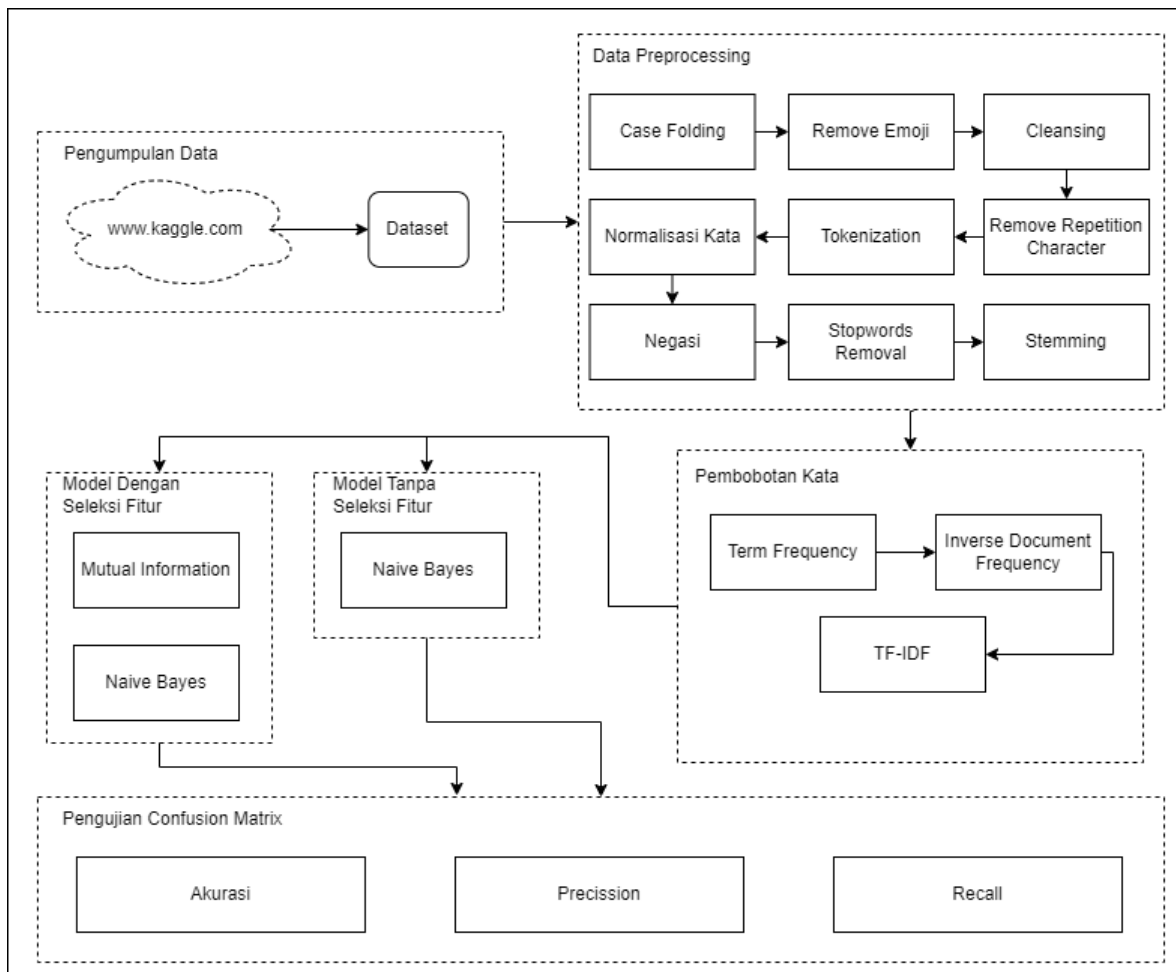 Data Preprocessing
Case Folding
Remove Emoji
Cleansing
Pengumpulan Data
www.kaggle.com
Dataset
Normalisasi Kata
Tokenization
Remove Repetition
Character
Negasi
Stopwords
Removal
Stemming
Model Dengan
Seleksi Fitur
Mutual Information
Naive Bayes
Model Tanpa
Seleksi Fitur
Naive Bayes
Pembobotan Kata
Term Frequency
Inverse Document
Frequency
TF-IDF
Pengujian Confusion Matrix
Akurasi
Precission
Recall